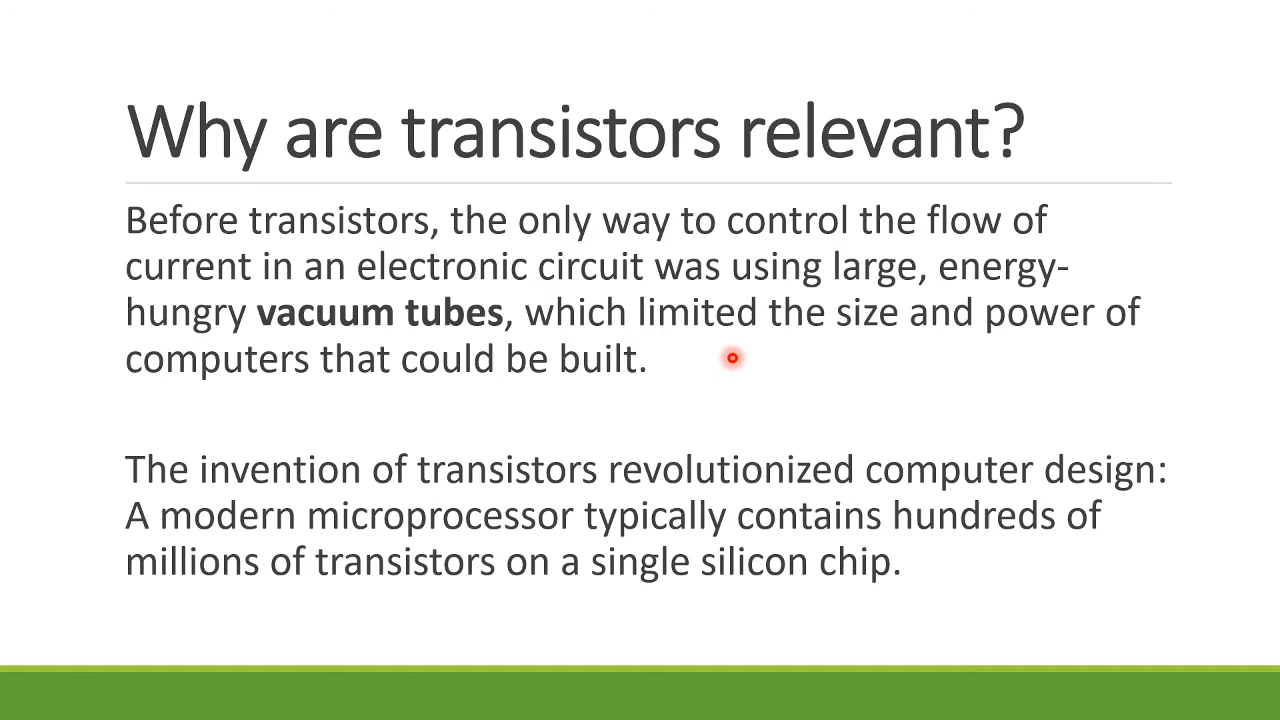 Why are transistors relevant?
Before transistors, the only way to control the flow of
current in an electronic circuit was using large, energy-
hungry vacuum tubes, which limited the size and power of
computers that could be built.
The invention of transistors revolutionized computer design:
A modern microprocessor typically contains hundreds of
millions of transistors on a single silicon chip.